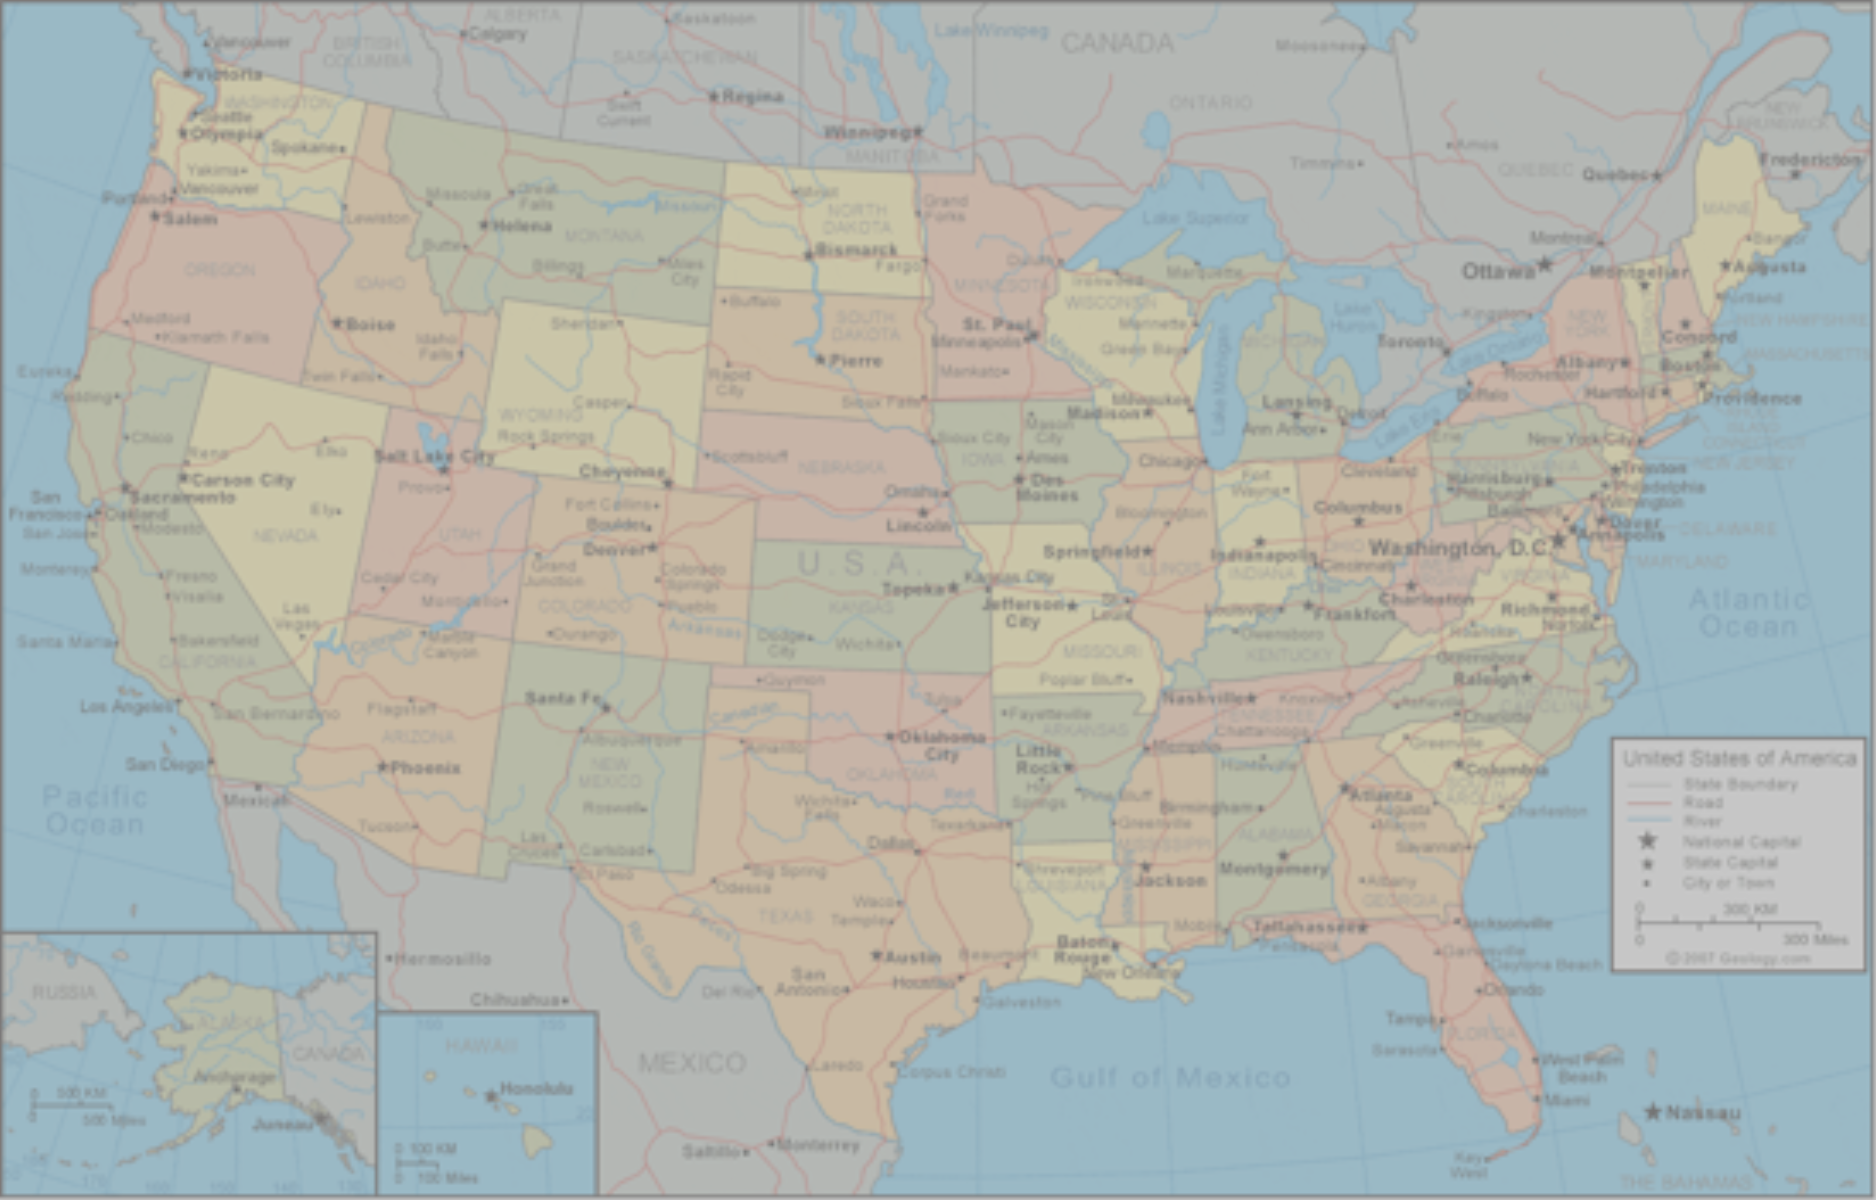 ALBERTA
Saskatoon
Calgary
Vancouver
BRITISH
COLUMBIA
SASKATCHEWAN
Lake Winnipeg
CANADA
Moosonee
Victoria
Swift
Current
Regina
Winnipeg
MANITOBA
ONTARIO
NEW
BRUNSWICK
Amos
Timmins
QUEBEC
Quebec
Fredericton
WASHINGTON
Seattle
Olympia
Spokane
Yakima
Vancouver
Portland
Salem
Lewiston
Missoula
Great
Falls
Missouri
Helena
MONTANA
Butte
Billings
Miles
City
Minot
NORTH
DAKOTA
Bismarck
Fargo
Grand
Forks
Duluth
MINNESOTA
Lake Superior
Marquette
Ironwood
WISCONSIN
Montreal
Ottawa
Montpelier
MAINE
Bangor
Augusta
Portland
OREGON
IDAHO
Boise
Medford
Klamath Falls
Idaho
Falls
Twin Falls
Sheridan
Buffalo
SOUTH
DAKOTA
Pierre
Rapid
City
Sioux Falls
St. Paul
Minneapolis
Mankato
Mississippi
Marinette
Green Bay
Milwaukee
Madison
Lake Michigan
MICHIGAN
Lake
Huron
Lansing
Ann Arbor
Detroit
Toronto
Kingston
Lake Ontario
Lake Erie
Rochester
Buffalo
NEW
YORK
Albany
VERMONT
Concord
NEW HAMPSHIRE
Boston
MASSACHUSETTS
Hartford
Providence
RHODE
ISLAND
CONNECTICUT
NEW JERSEY
Eureka
Redding
Chico
Reno
Carson City
Sacramento
San
Francisco
Oakland
San Jose
Modesto
Monterey
Fresno
Visalia
Santa Maria
Bakersfield
CALIFORNIA
Los Angeles
San Bernardino
San Diego
Mexicali
Elko
Ely
NEVADA
Las
Vegas
Salt Lake City
Provo
UTAH
Cedar City
Monticello
WYOMING
Casper
Rock Springs
Cheyenne
Scottsbluff
NEBRASKA
Omaha
Lincoln
Sioux City
Mason
City
IOWA
Ames
Des
Moines
Chicago
Bloomington
Springfield
ILLINOIS
Fort
Wayne
Indianapolis
INDIANA
Cleveland
Columbus
OHIO
Cincinnati
Erie
PENNSYLVANIA
Harrisburg
Pittsburgh
New York City
Trenton
Philadelphia
Wilmington
Baltimore
Dover
Annapolis
DELAWARE
MARYLAND
Washington, D.C.
WEST
VIRGINIA
Charleston
VIRGINIA
Richmond
Norfolk
Roanoke
Fort Collins
Boulder
Denver
Grand
Junction
Colorado
Springs
COLORADO
Pueblo
Durango
Arkansas
U.S.A.
KANSAS
Topeka
Kansas City
Dodge
City
Wichita
Jefferson
City
St.
Louis
MISSOURI
Poplar Bluff
Louisville
Ohio
Frankfort
Owensboro
KENTUCKY
Atlantic
Ocean
Colorado
Marble
Canyon
Flagstaff
ARIZONA
Phoenix
Tucson
Santa Fe
Albuquerque
NEW
MEXICO
Roswell
Las
Cruces
Carlsbad
El Paso
Guymon
Tulsa
Canadian
Amarillo
Oklahoma
City
OKLAHOMA
Red
Wichita
Falls
Fayetteville
ARKANSAS
Little
Rock
Hot
Springs
Pine Bluff
Texarkana
Nashville
Knoxville
TENNESSEE
Chattanooga
Memphis
Greensboro
Raleigh
NORTH
CAROLINA
Asheville
Charlotte
Greenville
Columbia
SOUTH
CAROLINA
Charleston
Pacific
Ocean
Dallas
Big Spring
Odessa
Waco
Temple
TEXAS
Pecos
Rio Grande
Austin
San
Antonio
Houston
Beaumont
Galveston
Del Rio
Laredo
Corpus Christi
Shreveport
LOUISIANA
Baton
Rouge
New Orleans
Greenville
MISSISSIPPI
Mississippi
Jackson
Huntsville
Birmingham
ALABAMA
Montgomery
Mobile
Atlanta
Augusta
Macon
Savannah
Albany
GEORGIA
Tallahassee
Pensacola
Jacksonville
Gainesville
Daytona Beach
Orlando
Tampa
FLORIDA
Sarasota
West Palm
Beach
Miami
Key
West
Nassau
THE BAHAMAS
Gulf of Mexico
MEXICO
Hermosillo
Chihuahua
Saltillo
Monterrey
RUSSIA
ALASKA
CANADA
Anchorage
Juneau
0 500 KM
0 500 Miles
170 160 150 140 130
160 150
HAWAII
Honolulu
20
0 100 KM
0 100 Miles
United States of America
State Boundary
Road
River
National Capital
State Capital
City or Town
0 300 KM
0 300 Miles
© 2007 Geology.com